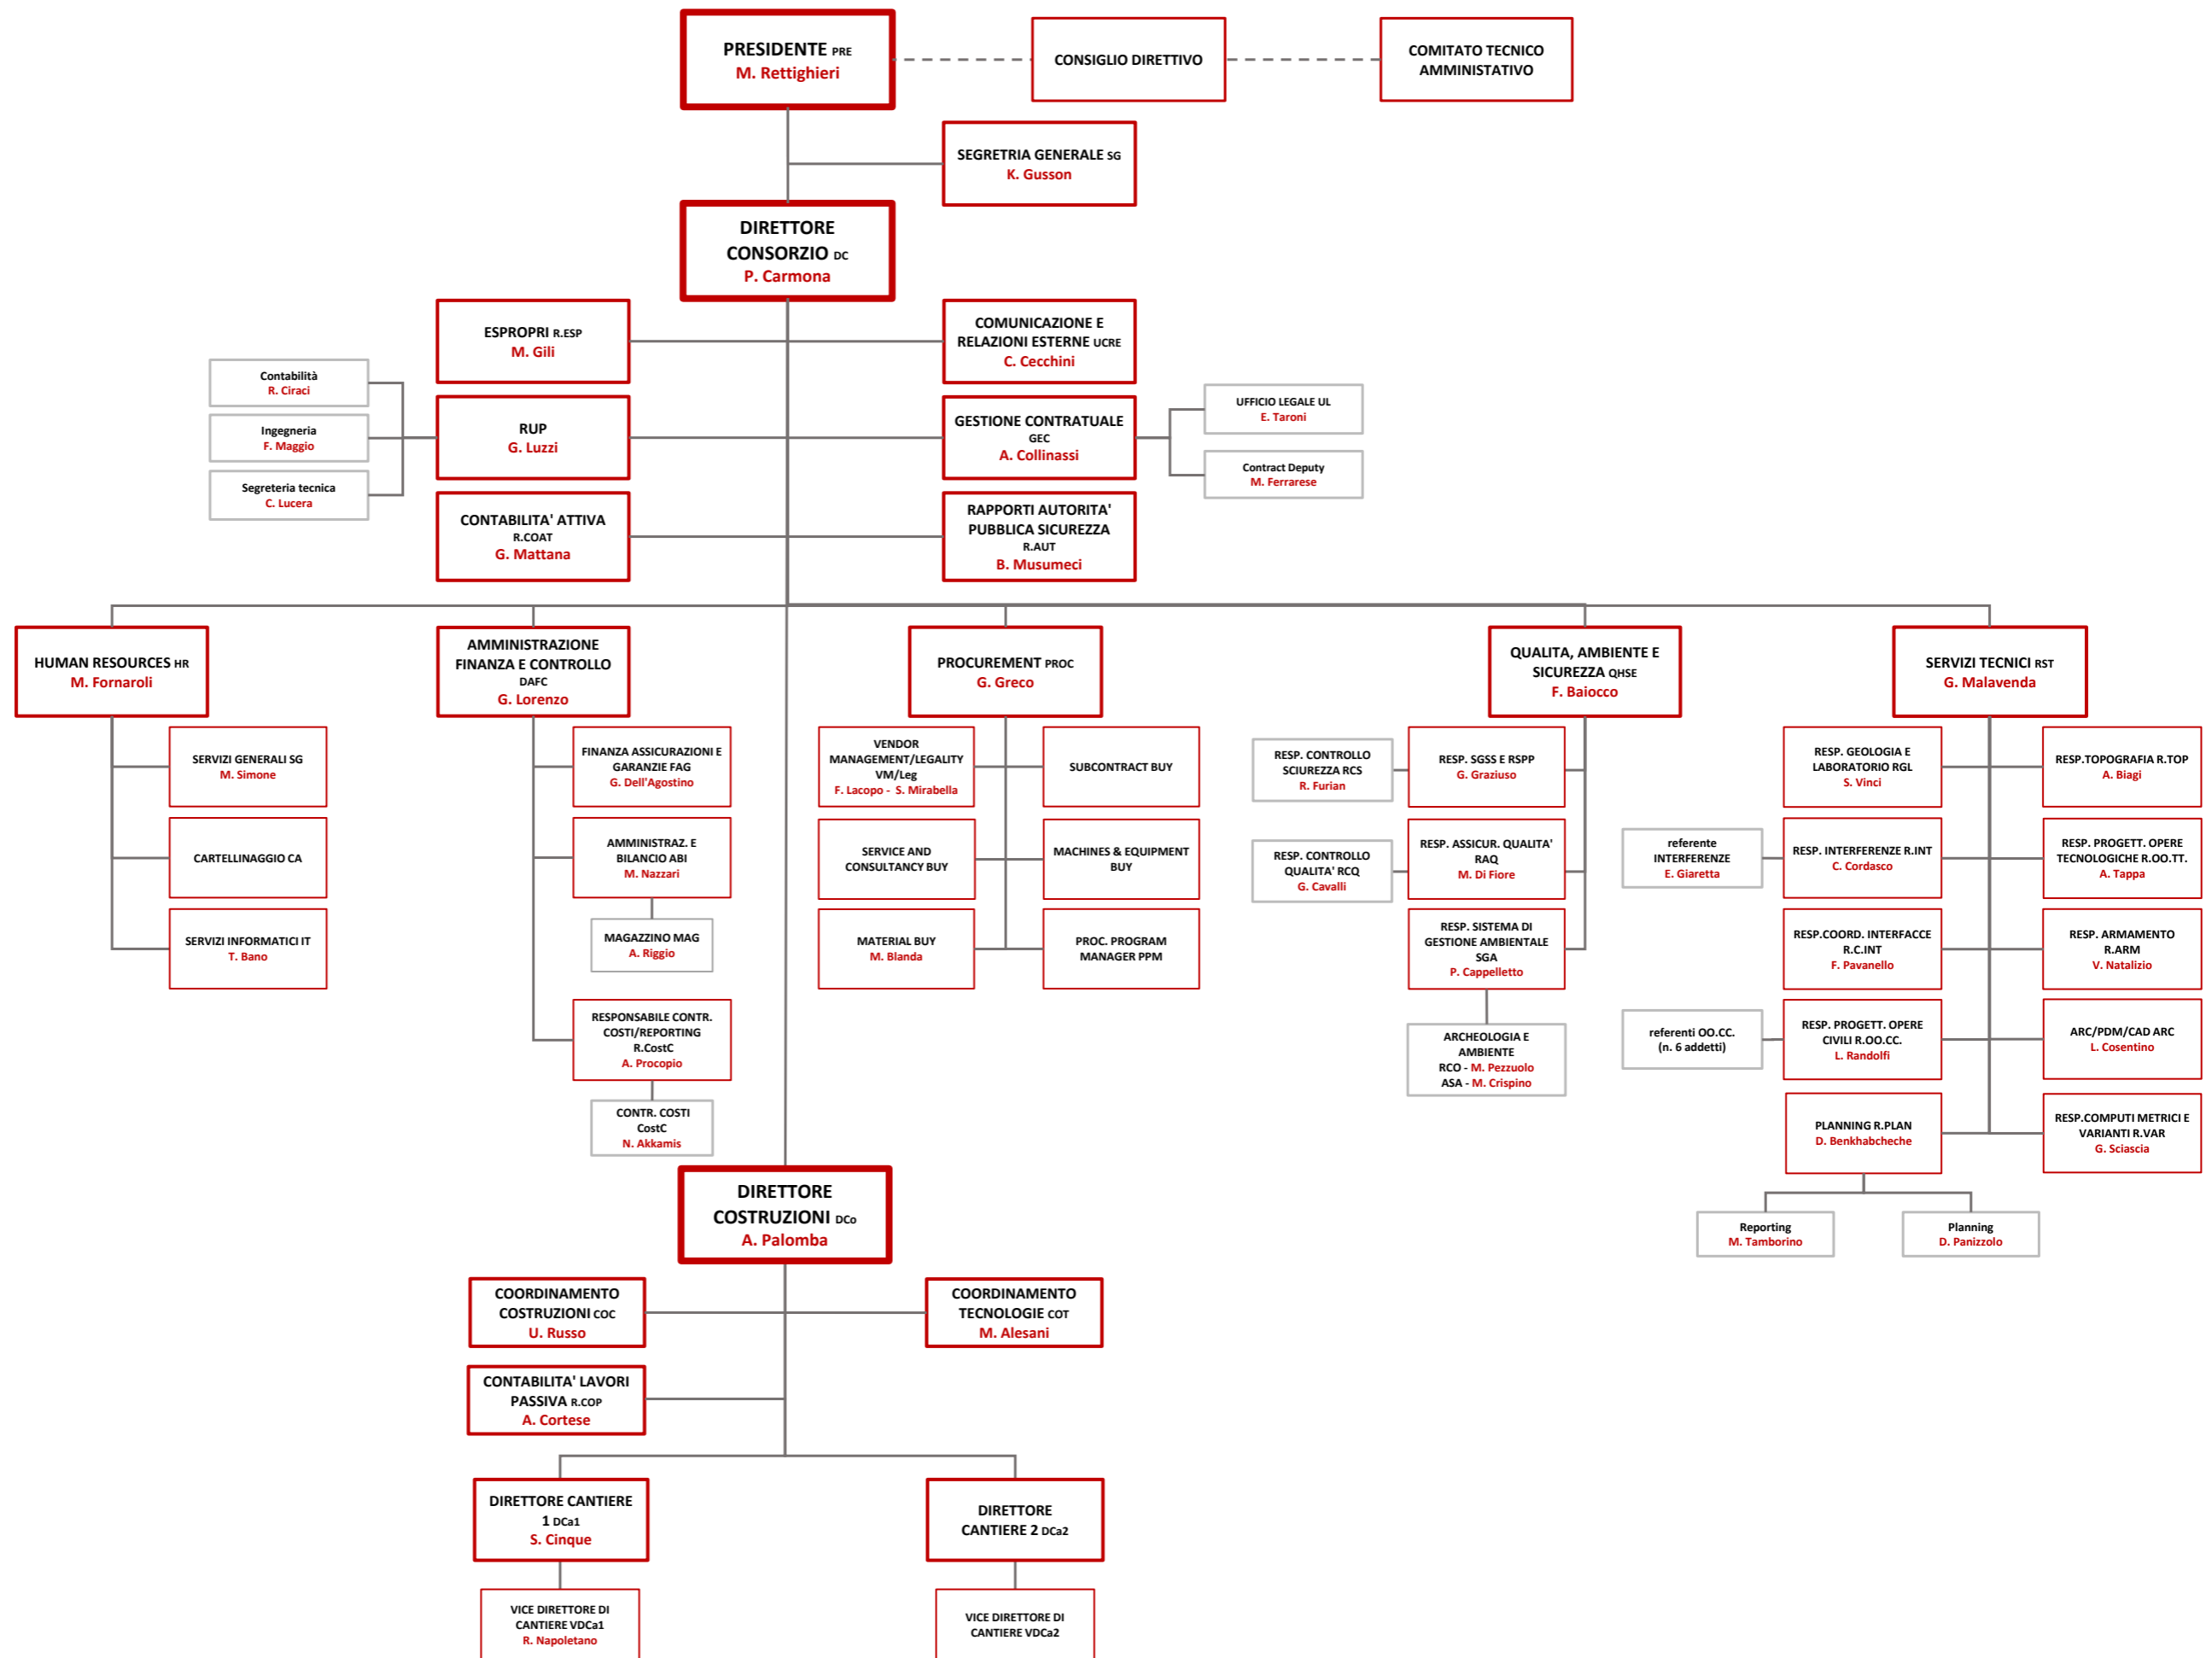 PRESIDENTE PRE
M. Rettighieri
CONSIGLIO DIRETTIVO
COMITATO TECNICO
AMMINISTATIVO
SEGRETRIA GENERALE SG
K. Gusson
DIRETTORE
CONSORZIO DC
P. Carmona
ESPROPRI R.ESP
M. Gili
COMUNICAZIONE E
RELAZIONI ESTERNE UCRE
C. Cecchini
Contabilità
R. Ciraci
Ingegneria
F. Maggio
Segreteria tecnica
C. Lucera
RUP
G. Luzzi
GESTIONE CONTRATUALE
GEC
A. Collinassi
UFFICIO LEGALE UL
E. Taroni
Contract Deputy
M. Ferrarese
CONTABILITA' ATTIVA
R.COAT
G. Mattana
RAPPORTI AUTORITA'
PUBBLICA SICUREZZA
R.AUT
B. Musumeci
HUMAN RESOURCES HR
M. Fornaroli
AMMINISTRAZIONE
FINANZA E CONTROLLO
DAFC
G. Lorenzo
PROCUREMENT PROC
G. Greco
QUALITA, AMBIENTE E
SICUREZZA QHSE
F. Baiocco
SERVIZI TECNICI RST
G. Malavenda
SERVIZI GENERALI SG
M. Simone
CARTELLINAGGIO CA
SERVIZI INFORMATICI IT
T. Bano
FINANZA ASSICURAZIONI E
GARANZIE FAG
G. Dell'Agostino
AMMINISTRAZ. E
BILANCIO ABI
M. Nazzari
MAGAZZINO MAG
A. Riggio
RESPONSABILE CONTR.
COSTI/REPORTING
R.CostC
A. Procopio
CONTR. COSTI
CostC
N. Akkamis
VENDOR
MANAGEMENT/LEGALITY
VM/Leg
F. Lacopo - S. Mirabella
SUBCONTRACT BUY
SERVICE AND
CONSULTANCY BUY
MACHINES & EQUIPMENT
BUY
MATERIAL BUY
M. Blanda
PROC. PROGRAM
MANAGER PPM
RESP. CONTROLLO
SCIUREZZA RCS
R. Furian
RESP. SGSS E RSPP
G. Graziuso
RESP. CONTROLLO
QUALITA' RCQ
G. Cavalli
RESP. ASSICUR. QUALITA'
RAQ
M. Di Fiore
RESP. SISTEMA DI
GESTIONE AMBIENTALE
SGA
P. Cappelletto
ARCHEOLOGIA E
AMBIENTE
RCO - M. Pezzuolo
ASA - M. Crispino
RESP. GEOLOGIA E
LABORATORIO RGL
S. Vinci
RESP.TOPOGRAFIA R.TOP
A. Biagi
referente
INTERFERENZE
E. Giaretta
RESP. INTERFERENZE R.INT
C. Cordasco
RESP. PROGETT. OPERE
TECNOLOGICHE R.OO.TT.
A. Tappa
RESP.COORD. INTERFACCE
R.C.INT
F. Pavanello
RESP. ARMAMENTO
R.ARM
V. Natalizio
referenti OO.CC.
(n. 6 addetti)
RESP. PROGETT. OPERE
CIVILI R.OO.CC.
L. Randolfi
ARC/PDM/CAD ARC
L. Cosentino
PLANNING R.PLAN
D. Benkhabcheche
RESP.COMPUTI METRICI E
VARIANTI R.VAR
G. Sciascia
Reporting
M. Tamborino
Planning
D. Panizzolo
DIRETTORE
COSTRUZIONI DCo
A. Palomba
COORDINAMENTO
COSTRUZIONI COC
U. Russo
COORDINAMENTO
TECNOLOGIE COT
M. Alesani
CONTABILITA' LAVORI
PASSIVA R.COP
A. Cortese
DIRETTORE CANTIERE
1 DCa1
S. Cinque
DIRETTORE
CANTIERE 2 DCa2
VICE DIRETTORE DI
CANTIERE VDCa1
R. Napoletano
VICE DIRETTORE DI
CANTIERE VDCa2